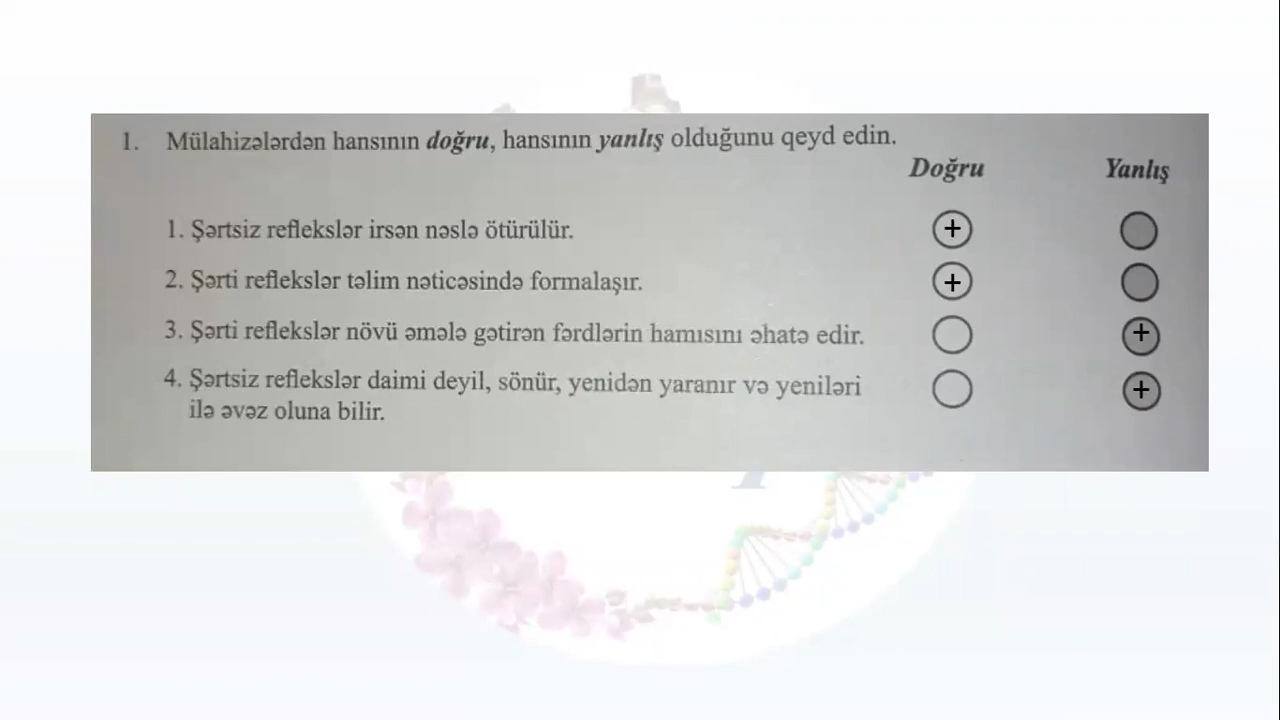 1. Mülahizələrdən hansının doğru, hansının yanlış olduğunu qeyd edin.
Doğru Yanlış
1. Şərtsiz reflekslər irsən nəslə ötürülür. + 
2. Şərti reflekslər təlim nəticəsində formalaşır. +
3. Şərti reflekslər növü əmələ gətirən fərdlərin hamısını əhatə edir. +
4. Şərtsiz reflekslər daimi deyil, sönür, yenidən yaranır və yeniləri +
ilə əvəz oluna bilir.